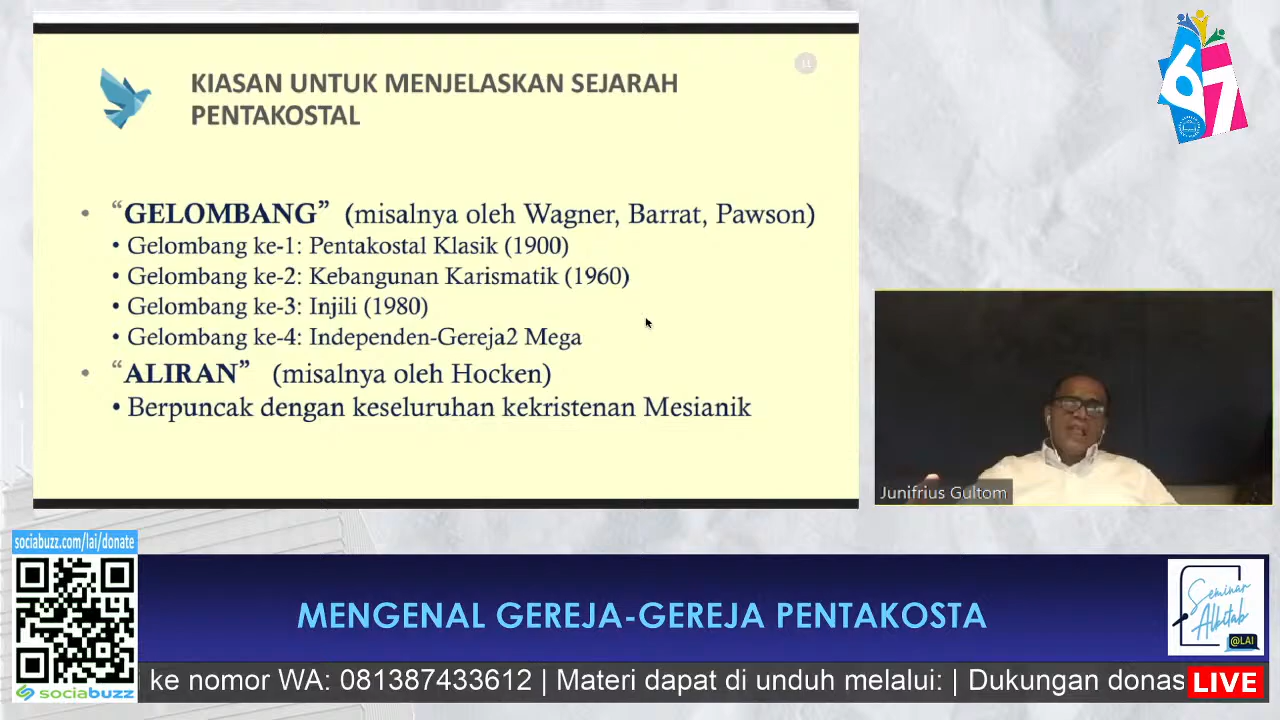 11
KIASAN UNTUK MENJELASKAN SEJARAH
PENTAKOSTAL
• “GELOMBANG” (misalnya oleh Wagner, Barrat, Pawson)
• Gelombang ke-1: Pentakostal Klasik (1900)
• Gelombang ke-2: Kebangunan Karismatik (1960)
• Gelombang ke-3: Injili (1980)
• Gelombang ke-4: Independen-Gereja2 Mega
• “ALIRAN” (misalnya oleh Hocken)
• Berpuncak dengan keseluruhan kekristenan Mesianik
67
Junifrius Gultom
sociabuzz.com/lai/donate
sociabuzz
MENGENAL GEREJA-GEREJA PENTAKOSTA
Seminar
Alkitab
@LAI
ke nomor WA: 081387433612 | Materi dapat di unduh melalui: | Dukungan donas
LIVE